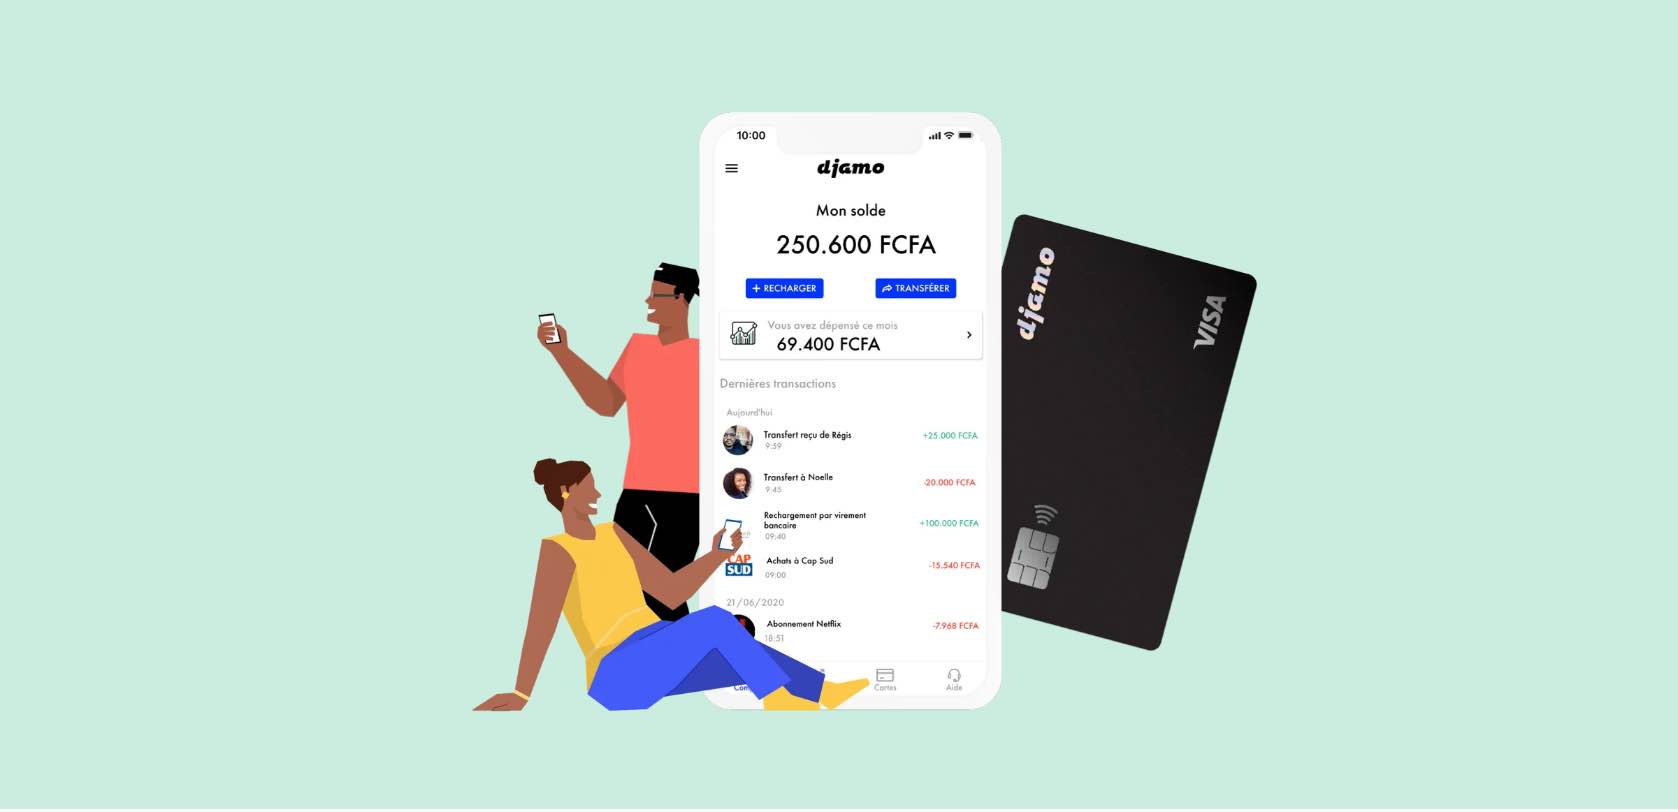 10:00
djamo
Mon solde
250.600 FCFA
+ RECHARGER
TRANSFÉRER
Vous avez dépensé ce mois
69.400 FCFA
Dernières transactions
Aujourd'hui
Transfert reçu de Régis
+25.000 FCFA
9:59
Transfert à Noelle
-20.000 FCFA
9:45
Rechargement par virement
bancaire
+100.000 FCFA
09:40
CAP
SUD
Achats à Cap Sud
-15.540 FCFA
09:00
21/06/2020
Abonnement Netflix
-7.968 FCFA
18:51
Cartes
Aide
djamo
VISA